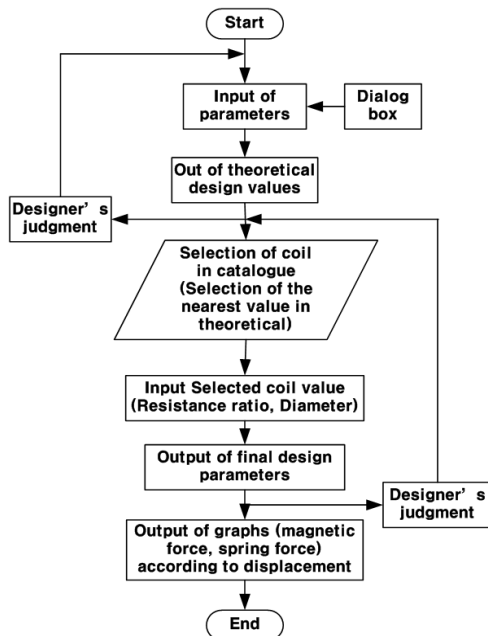 Start
Input of
parameters
Dialog
box
Out of theoretical
design values
Designer's
judgment
Selection of coil
in catalogue
(Selection of the
nearest value in
theoretical)
Input Selected coil value
(Resistance ratio, Diameter)
Output of final design
parameters
Designer's
judgment
Output of graphs (magnetic
force, spring force)
according to displacement
End